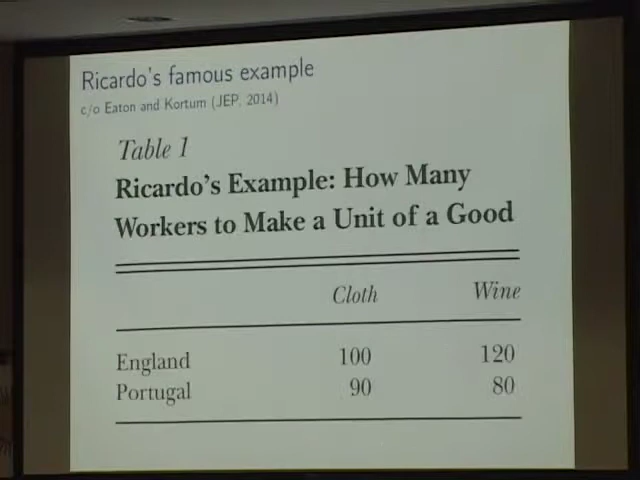 Ricardo's famous example
c/o Eaton and Kortum (JEP, 2014)
Table 1
Ricardo's Example: How Many
Workers to Make a Unit of a Good
Cloth Wine
England 100 120
Portugal 90 80